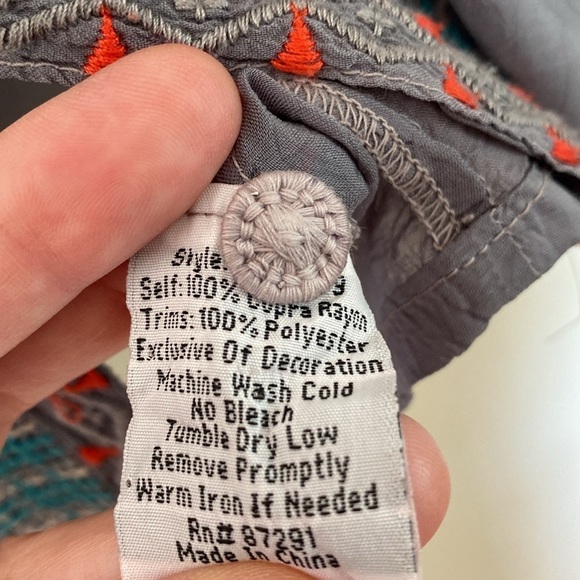 Style
Self: 100% Cupra Rayon
Trims: 100% Polyester
Exclusive Of Decoration
Machine Wash Cold
No Bleach
Tumble Dry Low
Remove Promptly
Warm Iron If Needed
Rn# 87291
Made In China